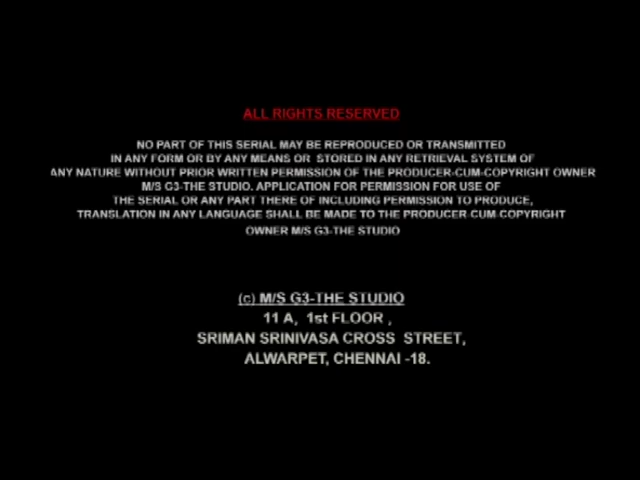 ALL RIGHTS RESERVED
NO PART OF THIS SERIAL MAY BE REPRODUCED OR TRANSMITTED
IN ANY FORM OR BY ANY MEANS OR STORED IN ANY RETRIEVAL SYSTEM OF
ANY NATURE WITHOUT PRIOR WRITTEN PERMISSION OF THE PRODUCER-CUM-COPYRIGHT OWNER
M/S G3-THE STUDIO. APPLICATION FOR PERMISSION FOR USE OF
THE SERIAL OR ANY PART THERE OF INCLUDING PERMISSION TO PRODUCE,
TRANSLATION IN ANY LANGUAGE SHALL BE MADE TO THE PRODUCER-CUM-COPYRIGHT
OWNER M/S G3-THE STUDIO
(c) M/S G3-THE STUDIO
11 A, 1st FLOOR ,
SRIMAN SRINIVASA CROSS STREET,
ALWARPET, CHENNAI -18.